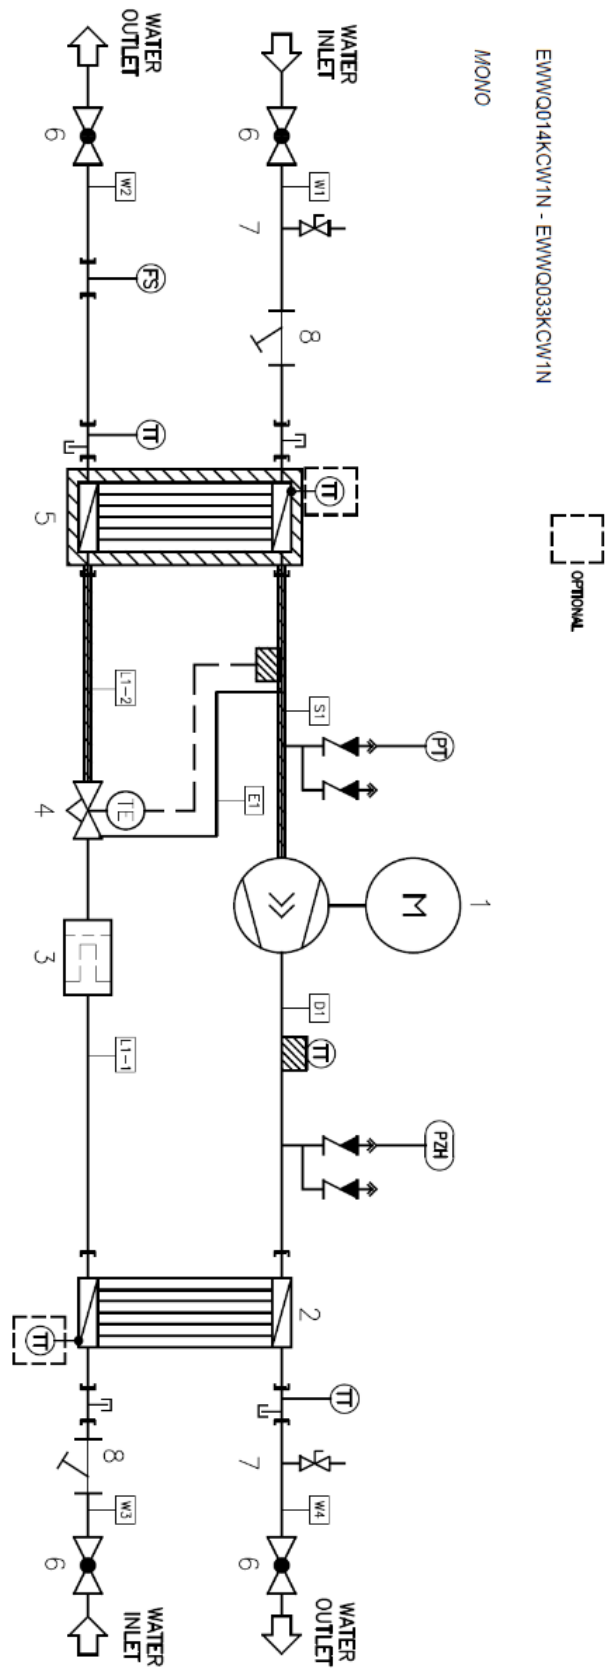 EWWQ014KCW1N - EWWQ033KCW1N
OPTIONAL
MONO
1
M
PT
PZH
WATER
INLET
TT
TT
WATER
OUTLET
W1
8
S1
D1
TT
2
W4
6
7
E1
7
6
WATER
OUTLET
W2
FS
TT
L1-2
TE
L1-1
8
W3
WATER
INLET
6
5
4
3
TT
6